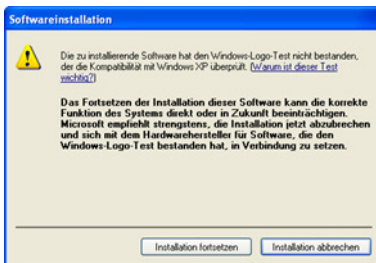 Softwareinstallation
Die zu installierende Software hat den Windows-Logo-Test nicht bestanden,
der die Kompatibilität mit Windows XP überprüft. (Warum ist dieser Test
wichtig?)
Das Fortsetzen der Installation dieser Software kann die korrekte
Funktion des Systems direkt oder in Zukunft beeinträchtigen.
Microsoft empfiehlt strengstens, die Installation jetzt abzubrechen
und sich mit dem Hardwarehersteller für Software, die den
Windows-Logo-Test bestanden hat, in Verbindung zu setzen.
Installation fortsetzen Installation abbrechen